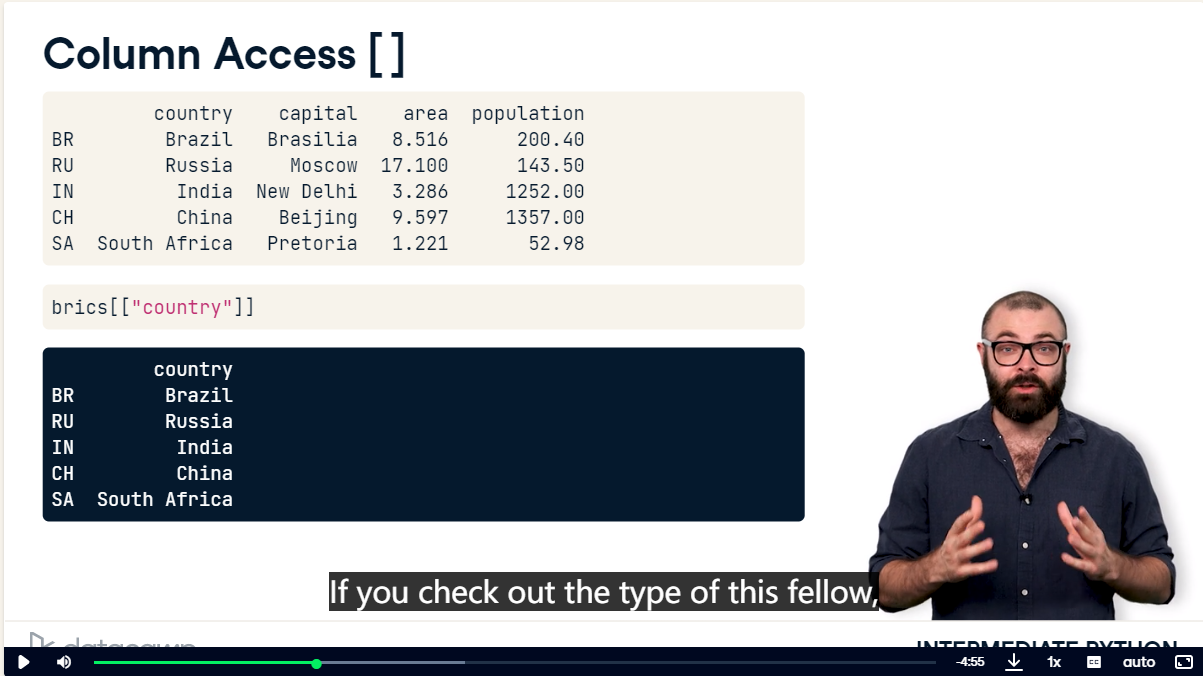 Column Access []
country capital area population
BR Brazil Brasilia 8.516 200.40
RU Russia Moscow 17.100 143.50
IN India New Delhi 3.286 1252.00
CH China Beijing 9.597 1357.00
SA South Africa Pretoria 1.221 52.98
brics[["country"]]
country
BR Brazil
RU Russia
IN India
CH China
SA South Africa
If you check out the type of this fellow,
datacamp
INTERMEDIATE PYTHON
-4:55 1x CC auto